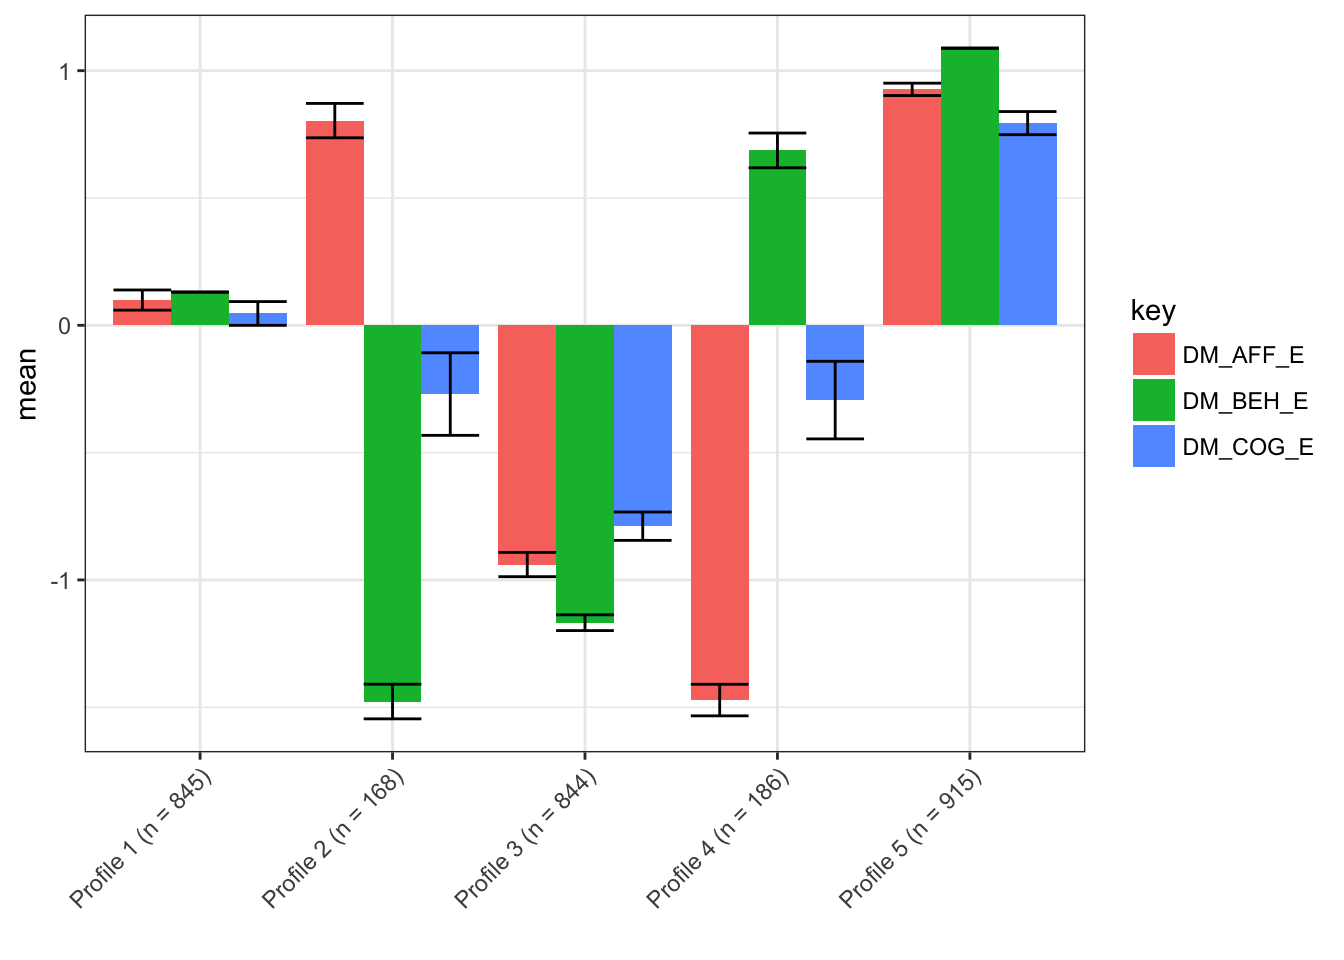 1
0
-1
mean
Profile 1 (n = 845)
Profile 2 (n = 168)
Profile 3 (n = 844)
Profile 4 (n = 186)
Profile 5 (n = 915)
key
DM_AFF_E
DM_BEH_E
DM_COG_E